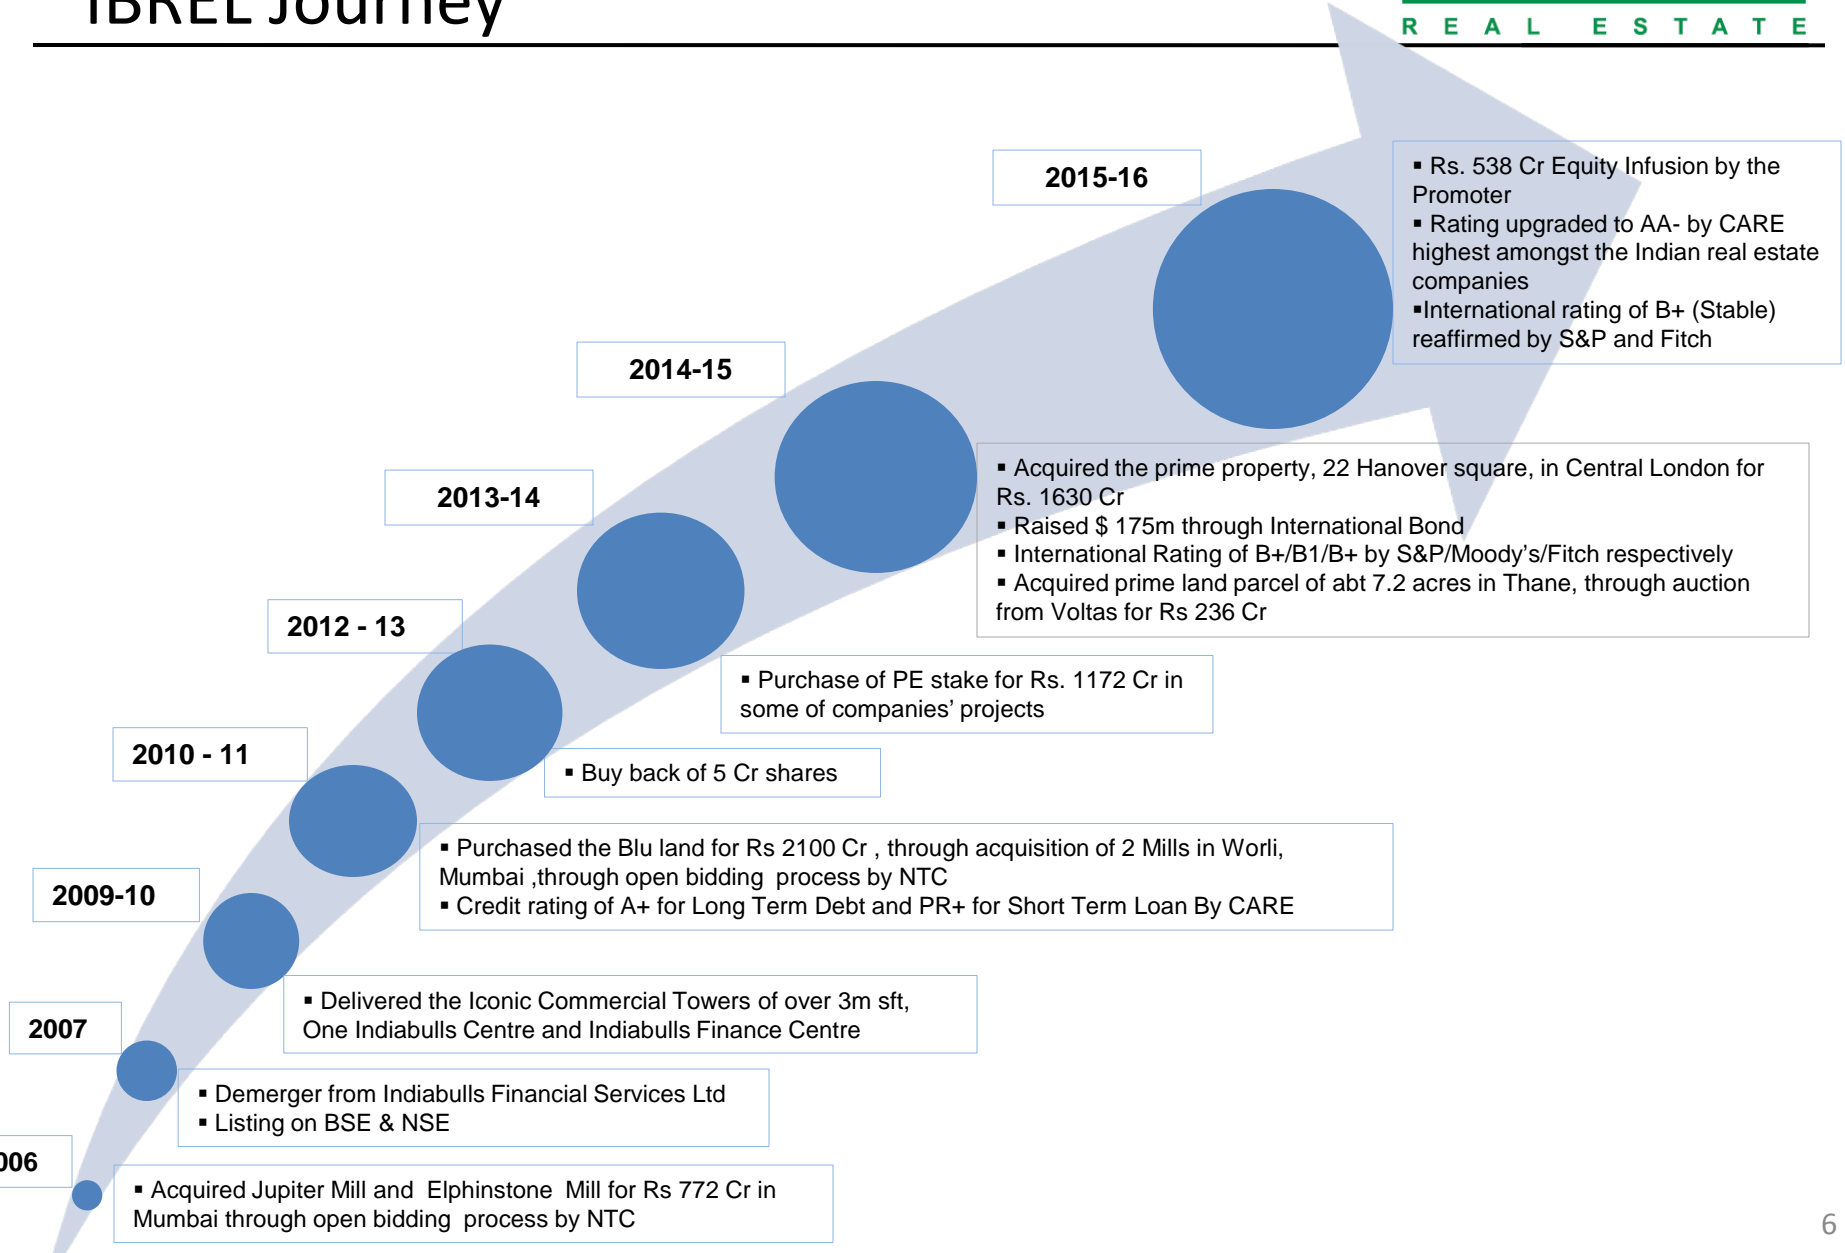 IBREL Journey
REAL ESTATE
2015-16
▪ Rs. 538 Cr Equity Infusion by the
Promoter
▪ Rating upgraded to AA- by CARE
highest amongst the Indian real estate
companies
▪International rating of B+ (Stable)
reaffirmed by S&P and Fitch
2014-15
▪ Acquired the prime property, 22 Hanover square, in Central London for
Rs. 1630 Cr
▪ Raised $ 175m through International Bond
▪ International Rating of B+/B1/B+ by S&P/Moody’s/Fitch respectively
▪ Acquired prime land parcel of abt 7.2 acres in Thane, through auction
from Voltas for Rs 236 Cr
2013-14
▪ Purchase of PE stake for Rs. 1172 Cr in
some of companies’ projects
2012 - 13
▪ Buy back of 5 Cr shares
2010 - 11
▪ Purchased the Blu land for Rs 2100 Cr , through acquisition of 2 Mills in Worli,
Mumbai ,through open bidding  process by NTC
▪ Credit rating of A+ for Long Term Debt and PR+ for Short Term Loan By CARE
2009-10
▪ Delivered the Iconic Commercial Towers of over 3m sft,
One Indiabulls Centre and Indiabulls Finance Centre
2007
▪ Demerger from Indiabulls Financial Services Ltd
▪ Listing on BSE & NSE
006
▪ Acquired Jupiter Mill and  Elphinstone  Mill for Rs 772 Cr in
Mumbai through open bidding  process by NTC
6